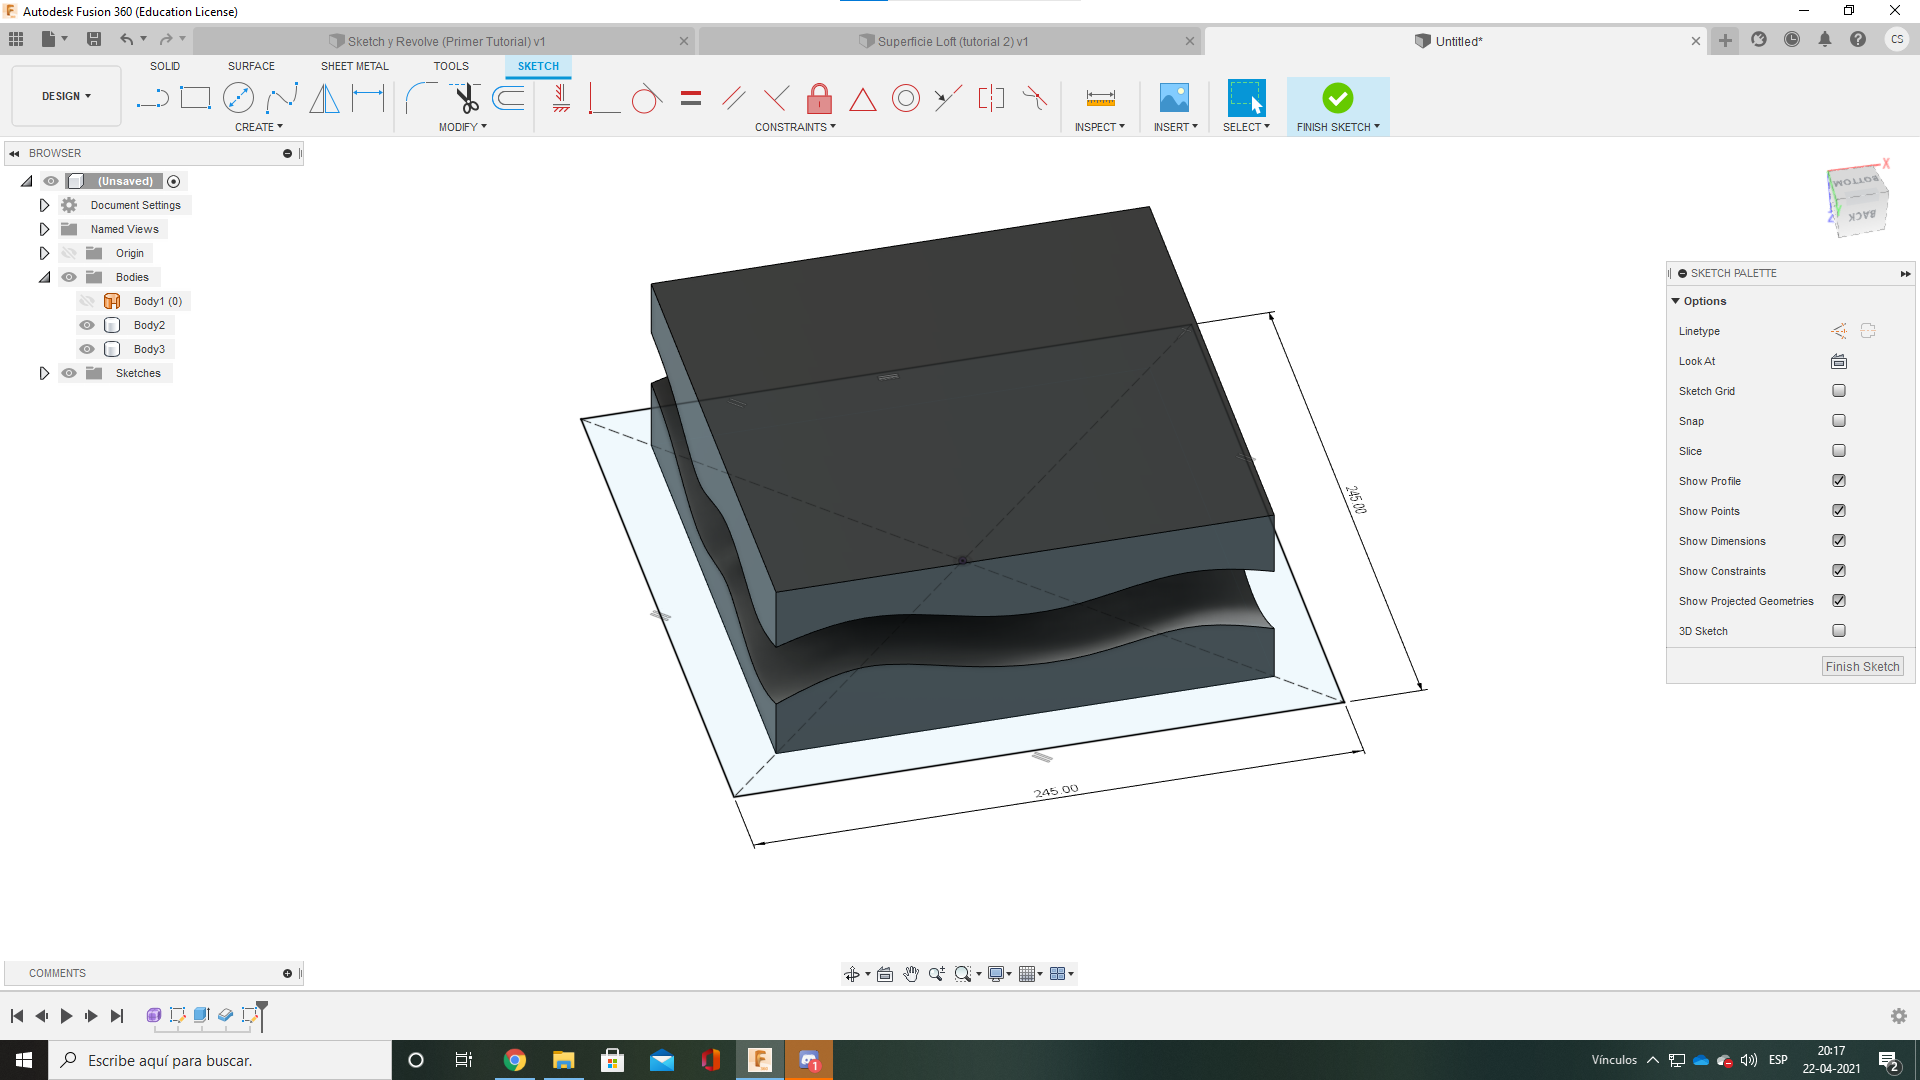 Autodesk Fusion 360 (Education License)
Sketch y Revolve (Primer Tutorial) v1
Superficie Loft (tutorial 2) v1
Untitled*
CS
SOLID
SURFACE
SHEET METAL
TOOLS
SKETCH
DESIGN
CREATE
MODIFY
CONSTRAINTS
INSPECT
INSERT
SELECT
FINISH SKETCH
BROWSER
(Unsaved)
Document Settings
Named Views
Origin
Bodies
Body1 (0)
Body2
Body3
Sketches
X
BOTTOM
BACK
Z
SKETCH PALETTE
Options
Linetype
Look At
Sketch Grid
Snap
Slice
Show Profile
Show Points
Show Dimensions
Show Constraints
Show Projected Geometries
3D Sketch
Finish Sketch
245.00
245.00
COMMENTS
Escribe aquí para buscar.
1
Vínculos
ESP
20:17
22-04-2021
2